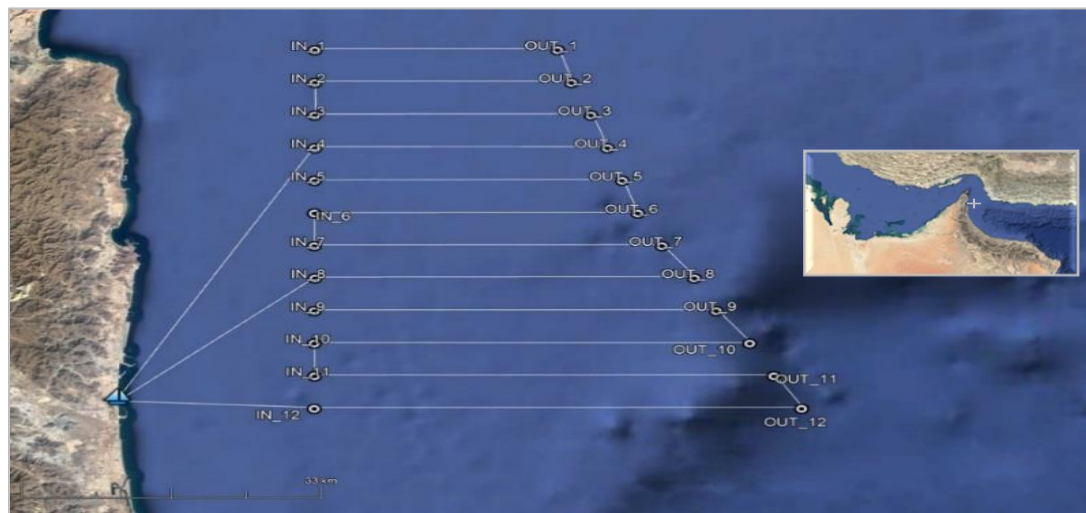 IN_1 OUT_1
IN_2 OUT_2
IN_3 OUT_3
IN_4 OUT_4
IN_5 OUT_5
IN_6 OUT_6
IN_7 OUT_7
IN_8 OUT_8
IN_9 OUT_9
IN_10 OUT_10
IN_11 OUT_11
IN_12 OUT_12
33 km